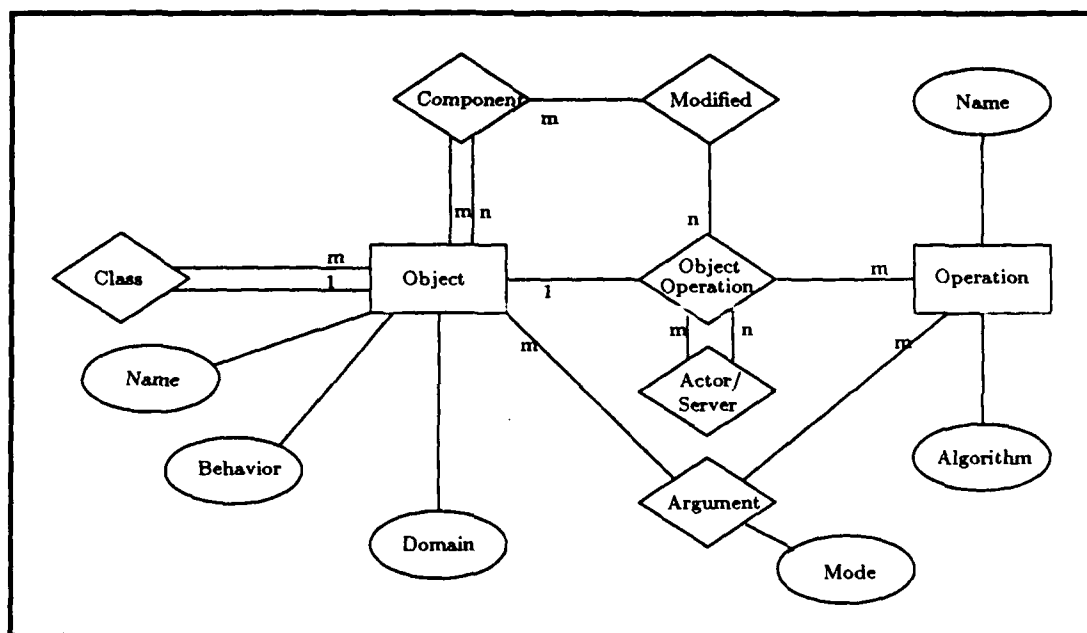 Component
m
Modified
Name
m n
n
Class
m
1
Object
1
Object
Operation
m
Operation
m
m n
m
Name
Actor/
Server
Behavior
Algorithm
Argument
Domain
Mode